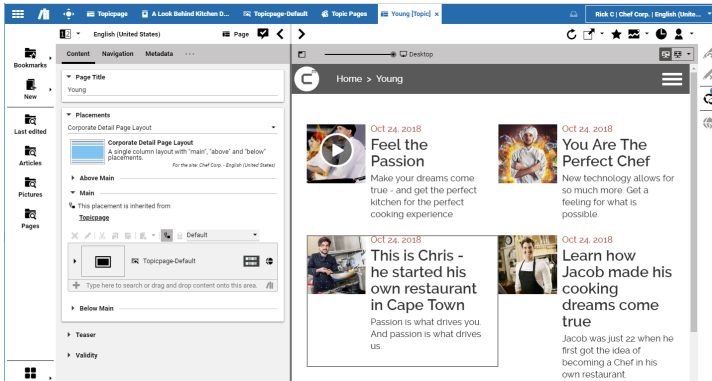 Topicpage
A Look Behind Kitchen D...
Topicpage-Default
Topic Pages
Young [Topic]
Rick C | Chef Corp. | English (Unite...
English (United States)
Page
Content
Navigation
Metadata
Desktop
Bookmarks
New
Last edited
Articles
Pictures
Pages
Page Title
Young
Placements
Corporate Detail Page Layout
Corporate Detail Page Layout
A single column layout with "main", "above" and "below"
placements.
For the site: Chef Corp. - English (United States)
Above Main
Main
This placement is inherited from
Topicpage
Default
Topicpage-Default
Type here to search or drag and drop content onto this area.
Below Main
Teaser
Validity
Home > Young
Oct 24, 2018
Feel the
Passion
Make your dreams come
true - and get the perfect
kitchen for the perfect
cooking experience
Oct 24, 2018
You Are The
Perfect Chef
New technology allows for
so much more. Get a
feeling for what is
possible.
Oct 24, 2018
This is Chris -
he started his
own restaurant
in Cape Town
Passion is what drives you.
And passion is what drives
us.
Oct 24, 2018
Learn how
Jacob made his
cooking
dreams come
true
Jacob was just 22 when he
first got the idea of
becoming a Chef in his
own restaurant.